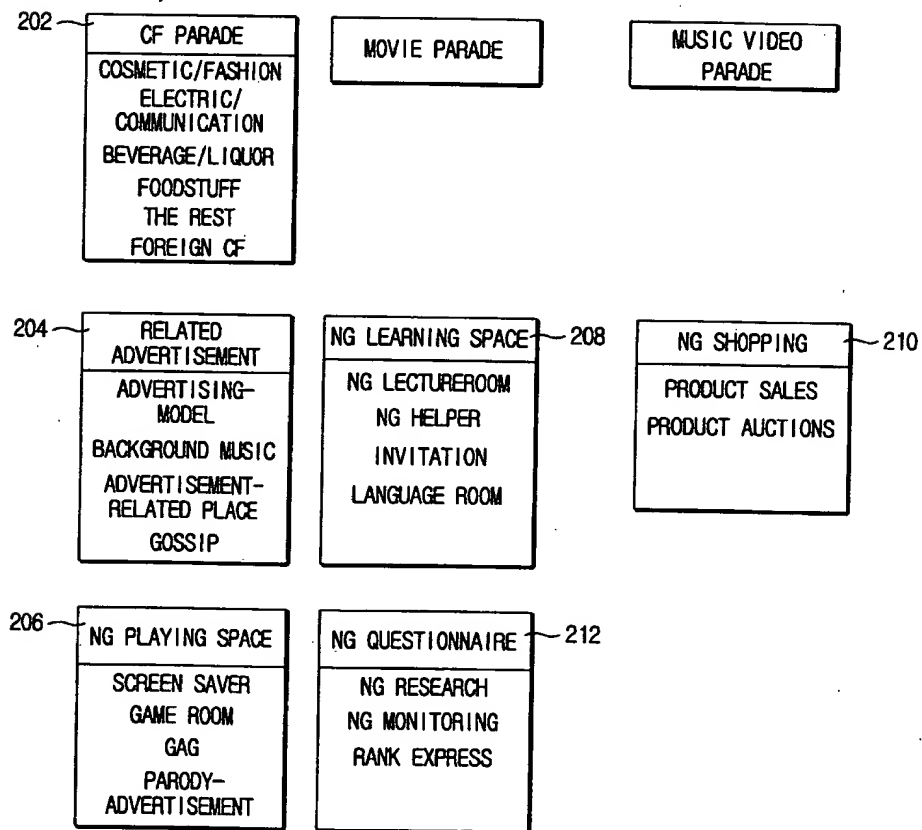 202
CF PARADE
COSMETIC/FASHION
ELECTRIC/
COMMUNICATION
BEVERAGE/LIQUOR
FOODSTUFF
THE REST
FOREIGN CF
MOVIE PARADE
MUSIC VIDEO
PARADE
204
RELATED
ADVERTISEMENT
ADVERTISING-
MODEL
BACKGROUND MUSIC
ADVERTISEMENT-
RELATED PLACE
GOSSIP
NG LEARNING SPACE
208
NG LECTUREROOM
NG HELPER
INVITATION
LANGUAGE ROOM
NG SHOPPING
210
PRODUCT SALES
PRODUCT AUCTIONS
206
NG PLAYING SPACE
SCREEN SAVER
GAME ROOM
GAG
PARODY-
ADVERTISEMENT
NG QUESTIONNAIRE
212
NG RESEARCH
NG MONITORING
RANK EXPRESS